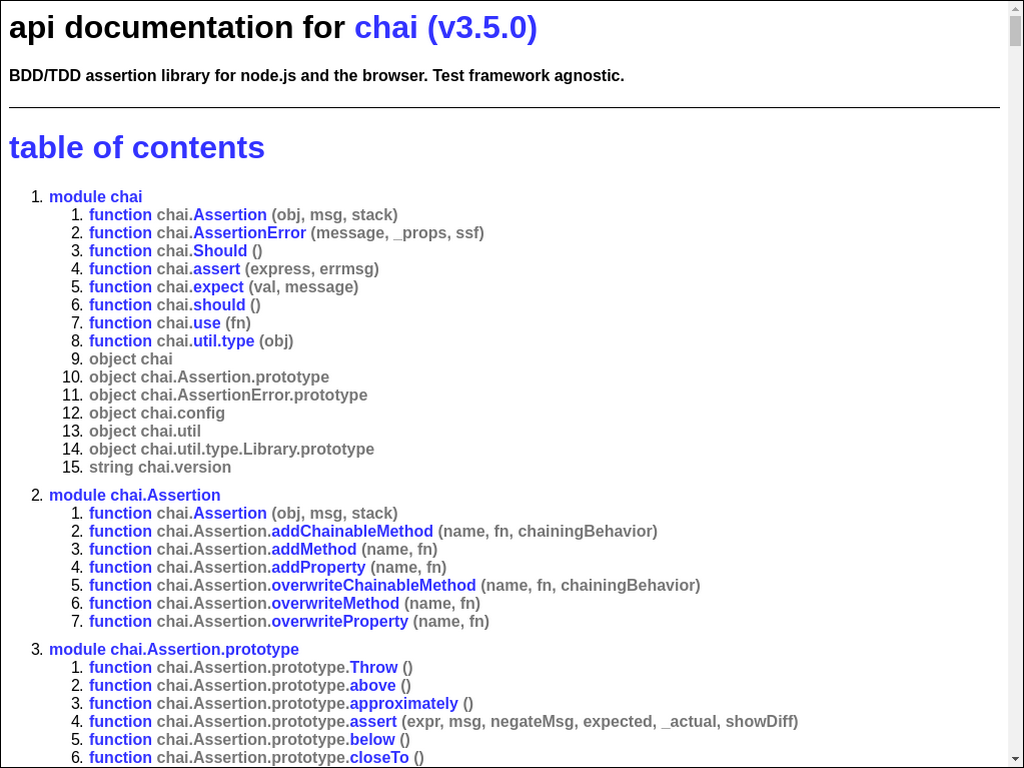 api documentation for chai (v3.5.0)
BDD/TDD assertion library for node.js and the browser. Test framework agnostic.
table of contents
1. module chai
1. function chai.Assertion (obj, msg, stack)
2. function chai.AssertionError (message, _props, ssf)
3. function chai.Should ()
4. function chai.assert (express, errmsg)
5. function chai.expect (val, message)
6. function chai.should ()
7. function chai.use (fn)
8. function chai.util.type (obj)
9. object chai
10. object chai.Assertion.prototype
11. object chai.AssertionError.prototype
12. object chai.config
13. object chai.util
14. object chai.util.type.Library.prototype
15. string chai.version
2. module chai.Assertion
1. function chai.Assertion (obj, msg, stack)
2. function chai.Assertion.addChainableMethod (name, fn, chainingBehavior)
3. function chai.Assertion.addMethod (name, fn)
4. function chai.Assertion.addProperty (name, fn)
5. function chai.Assertion.overwriteChainableMethod (name, fn, chainingBehavior)
6. function chai.Assertion.overwriteMethod (name, fn)
7. function chai.Assertion.overwriteProperty (name, fn)
3. module chai.Assertion.prototype
1. function chai.Assertion.prototype.Throw ()
2. function chai.Assertion.prototype.above ()
3. function chai.Assertion.prototype.approximately ()
4. function chai.Assertion.prototype.assert (expr, msg, negateMsg, expected, _actual, showDiff)
5. function chai.Assertion.prototype.below ()
6. function chai.Assertion.prototype.closeTo ()